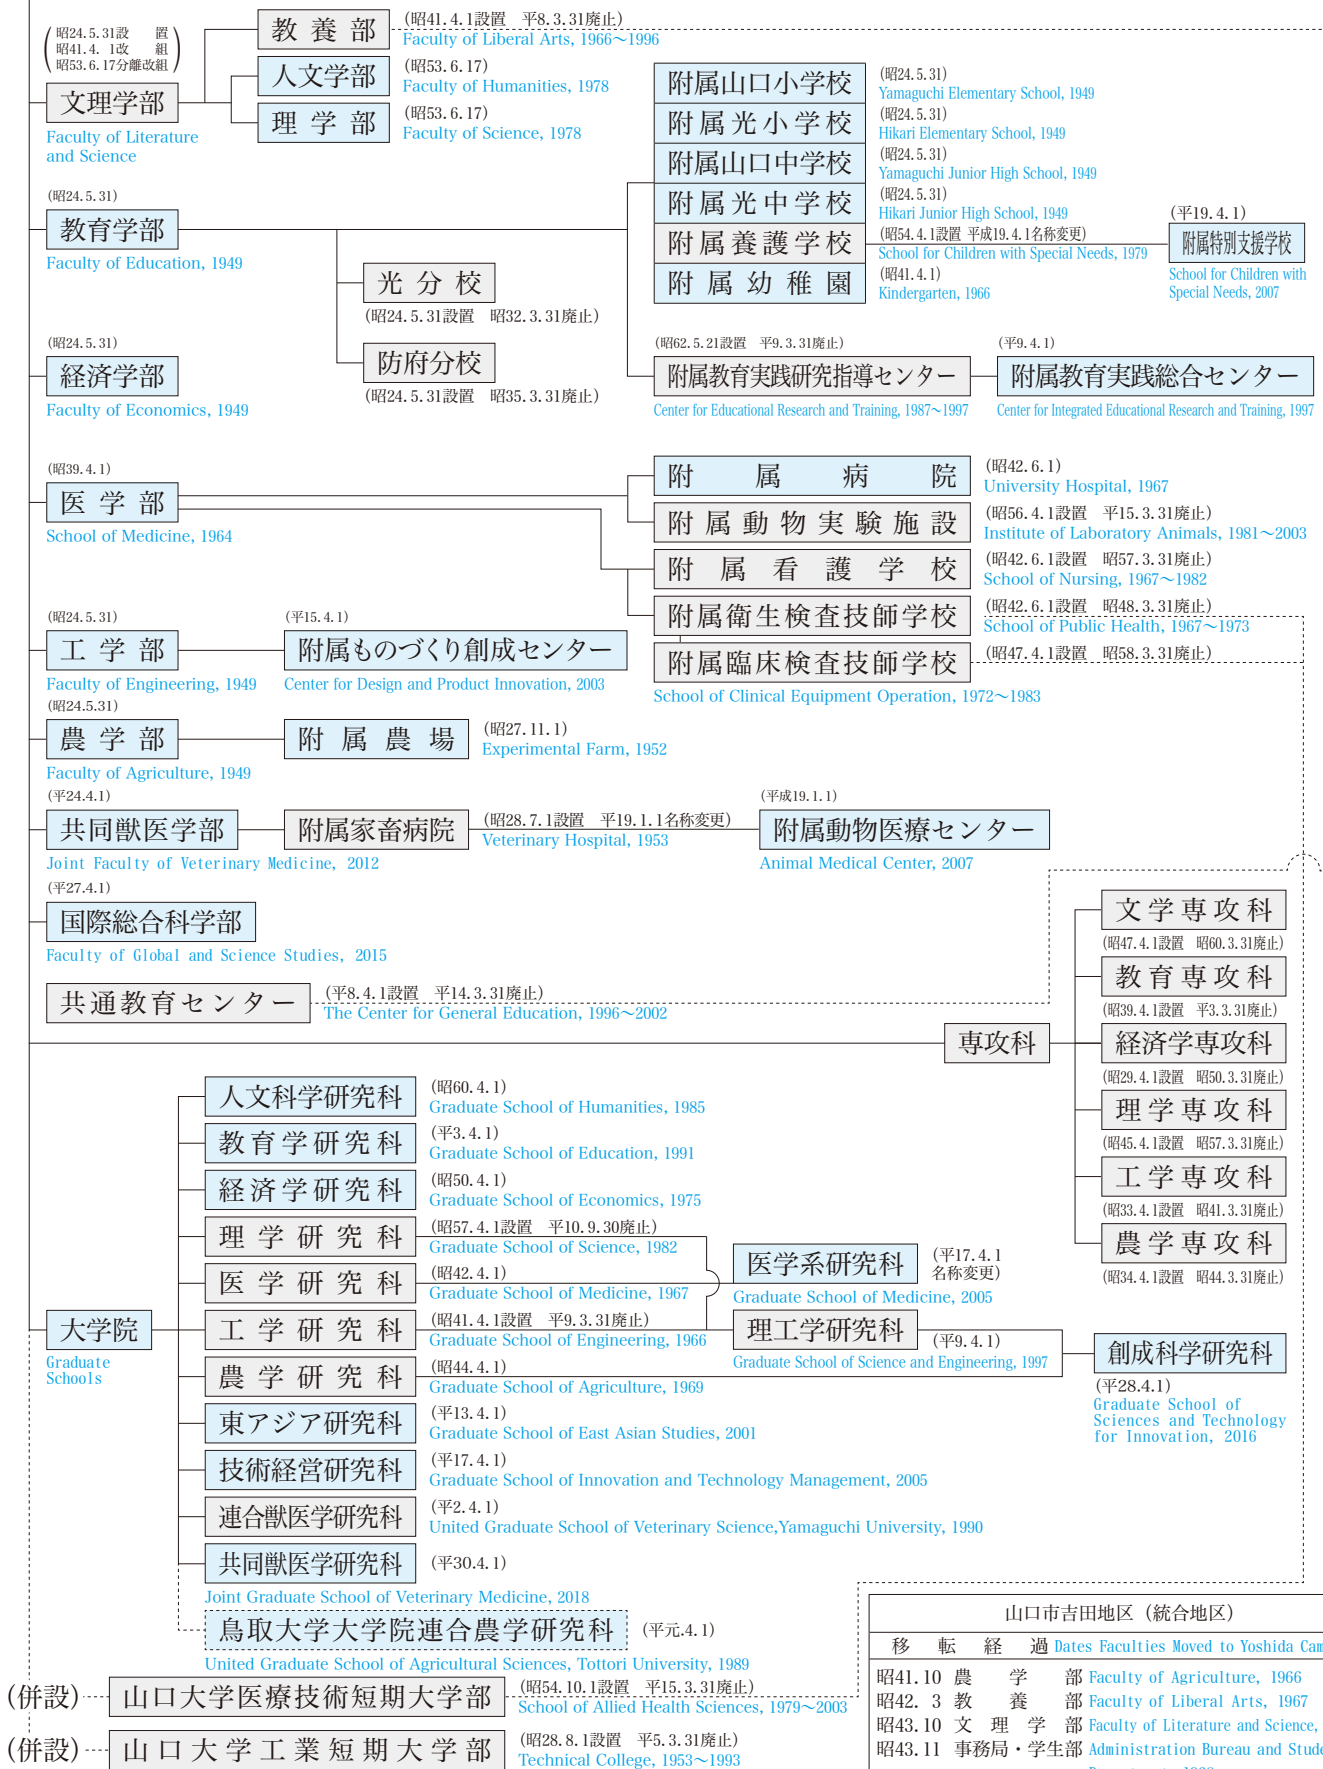 昭24.5.31設　置
昭41.4. 1改　組
昭53.6.17分離改組
文理学部
Faculty of Literature
and Science
教養部
(昭41.4.1設置　平8.3.31廃止)
Faculty of Liberal Arts, 1966〜1996
人文学部
(昭53.6.17)
Faculty of Humanities, 1978
理学部
(昭53.6.17)
Faculty of Science, 1978
附属山口小学校
(昭24.5.31)
Yamaguchi Elementary School, 1949
附属光小学校
(昭24.5.31)
Hikari Elementary School, 1949
附属山口中学校
(昭24.5.31)
Yamaguchi Junior High School, 1949
附属光中学校
(昭24.5.31)
Hikari Junior High School, 1949
附属養護学校
(昭54.4.1設置 平成19.4.1名称変更)
School for Children with Special Needs, 1979
附属幼稚園
(昭41.4.1)
Kindergarten, 1966
(平19.4.1)
附属特別支援学校
School for Children with
Special Needs, 2007
(昭24.5.31)
教育学部
Faculty of Education, 1949
光分校
(昭24.5.31設置　昭32.3.31廃止)
防府分校
(昭24.5.31設置　昭35.3.31廃止)
(昭62.5.21設置　平9.3.31廃止)
附属教育実践研究指導センター
Center for Educational Research and Training, 1987〜1997
(平9.4.1)
附属教育実践総合センター
Center for Integrated Educational Research and Training, 1997
(昭24.5.31)
経済学部
Faculty of Economics, 1949
(昭39.4.1)
医学部
School of Medicine, 1964
附属病院
(昭42.6.1)
University Hospital, 1967
附属動物実験施設
(昭56.4.1設置　平15.3.31廃止)
Institute of Laboratory Animals, 1981〜2003
附属看護学校
(昭42.6.1設置　昭57.3.31廃止)
School of Nursing, 1967〜1982
附属衛生検査技師学校
(昭42.6.1設置　昭48.3.31廃止)
School of Public Health, 1967〜1973
附属臨床検査技師学校
(昭47.4.1設置　昭58.3.31廃止)
School of Clinical Equipment Operation, 1972〜1983
(昭24.5.31)
工学部
Faculty of Engineering, 1949
(平15.4.1)
附属ものづくり創成センター
Center for Design and Product Innovation, 2003
(昭24.5.31)
農学部
Faculty of Agriculture, 1949
附属農場
(昭27.11.1)
Experimental Farm, 1952
(平24.4.1)
共同獣医学部
Joint Faculty of Veterinary Medicine, 2012
附属家畜病院
(昭28.7.1設置　平19.1.1名称変更)
Veterinary Hospital, 1953
(平成19.1.1)
附属動物医療センター
Animal Medical Center, 2007
(平27.4.1)
国際総合科学部
Faculty of Global and Science Studies, 2015
共通教育センター
(平8.4.1設置　平14.3.31廃止)
The Center for General Education, 1996〜2002
専攻科
文学専攻科
(昭47.4.1設置　昭60.3.31廃止)
教育専攻科
(昭39.4.1設置　平3.3.31廃止)
経済学専攻科
(昭29.4.1設置　昭50.3.31廃止)
理学専攻科
(昭45.4.1設置　昭57.3.31廃止)
工学専攻科
(昭33.4.1設置　昭41.3.31廃止)
農学専攻科
(昭34.4.1設置　昭44.3.31廃止)
大学院
Graduate
Schools
人文科学研究科
(昭60.4.1)
Graduate School of Humanities, 1985
教育学研究科
(平3.4.1)
Graduate School of Education, 1991
経済学研究科
(昭50.4.1)
Graduate School of Economics, 1975
理学研究科
(昭57.4.1設置　平10.9.30廃止)
Graduate School of Science, 1982
医学研究科
(昭42.4.1)
Graduate School of Medicine, 1967
医学系研究科
(平17.4.1
名称変更)
Graduate School of Medicine, 2005
工学研究科
(昭41.4.1設置　平9.3.31廃止)
Graduate School of Engineering, 1966
理工学研究科
(平9.4.1)
Graduate School of Science and Engineering, 1997
農学研究科
(昭44.4.1)
Graduate School of Agriculture, 1969
創成科学研究科
(平28.4.1)
Graduate School of
Sciences and Technology
for Innovation, 2016
東アジア研究科
(平13.4.1)
Graduate School of East Asian Studies, 2001
技術経営研究科
(平17.4.1)
Graduate School of Innovation and Technology Management, 2005
連合獣医学研究科
(平2.4.1)
United Graduate School of Veterinary Science,Yamaguchi University, 1990
共同獣医学研究科
(平30.4.1)
Joint Graduate School of Veterinary Medicine, 2018
鳥取大学大学院連合農学研究科
(平元.4.1)
United Graduate School of Agricultural Sciences, Tottori University, 1989
(併設)
山口大学医療技術短期大学部
(昭54.10.1設置　平15.3.31廃止)
School of Allied Health Sciences, 1979〜2003
(併設)
山口大学工業短期大学部
(昭28.8.1設置　平5.3.31廃止)
Technical College, 1953〜1993
山口市吉田地区（統合地区）
移転経過 Dates Faculties Moved to Yoshida Cam
昭41.10 農学部 Faculty of Agriculture, 1966
昭42. 3 教養部 Faculty of Liberal Arts, 1967
昭43.10 文理学部 Faculty of Literature and Science,
昭43.11 事務局・学生部 Administration Bureau and Stud